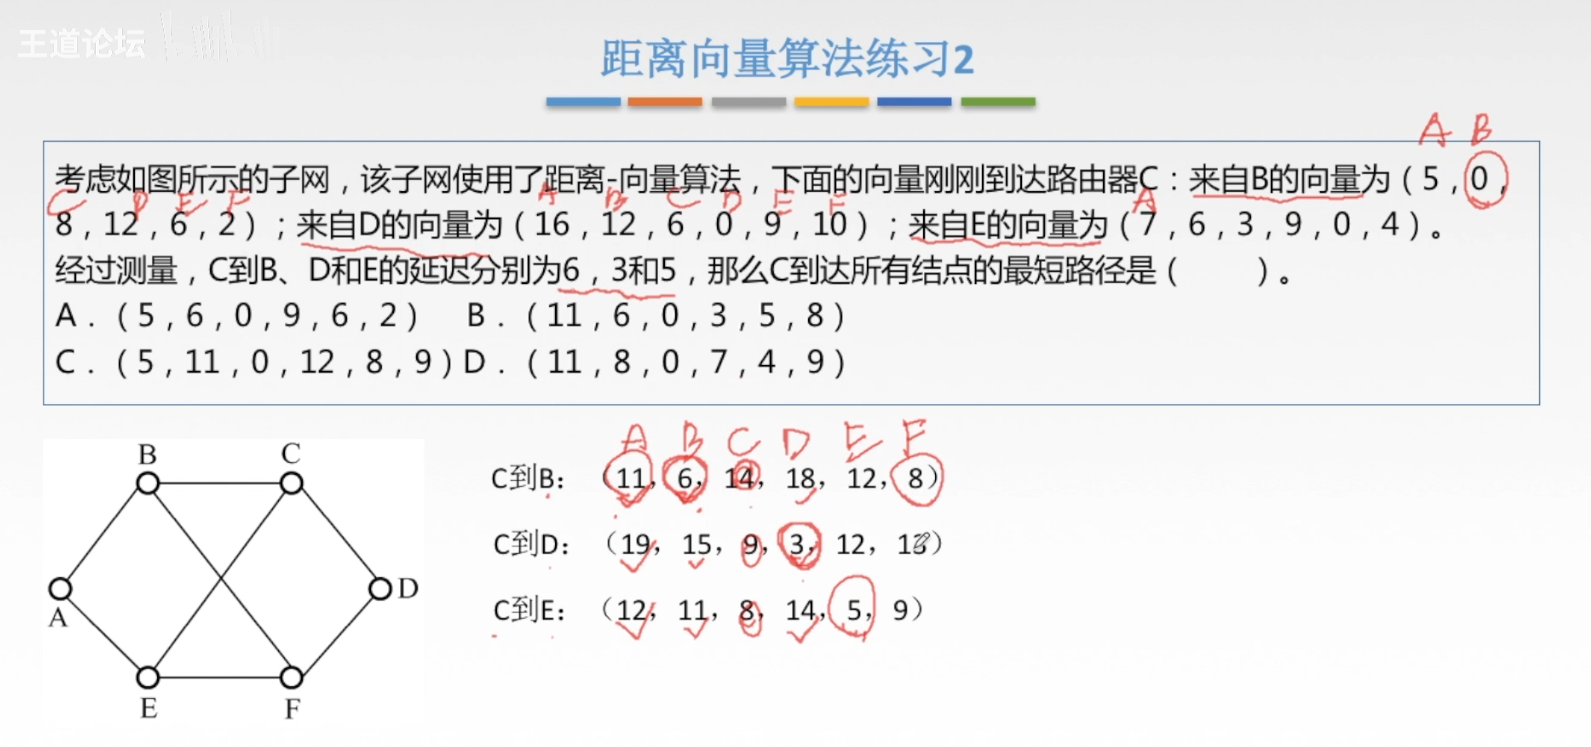 王道论坛
距离向量算法练习2
A B
考虑如图所示的子网，该子网使用了距离-向量算法，下面的向量刚刚到达路由器C：来自B的向量为（5，0，
C D E F A B C D E F A
8，12，6，2）；来自D的向量为（16，12，6，0，9，10）；来自E的向量为（7，6，3，9，0，4）。
经过测量，C到B、D和E的延迟分别为6，3和5，那么C到达所有结点的最短路径是（ ）。
A．（5，6，0，9，6，2） B．（11，6，0，3，5，8）
C．（5，11，0，12，8，9）D．（11，8，0，7，4，9）
A B C D E F
C到B：（11，6，14，18，12，8）
C到D：（19，15，9，3，12，13）
C到E：（12，11，8，14，5，9）
B C
A D
E F